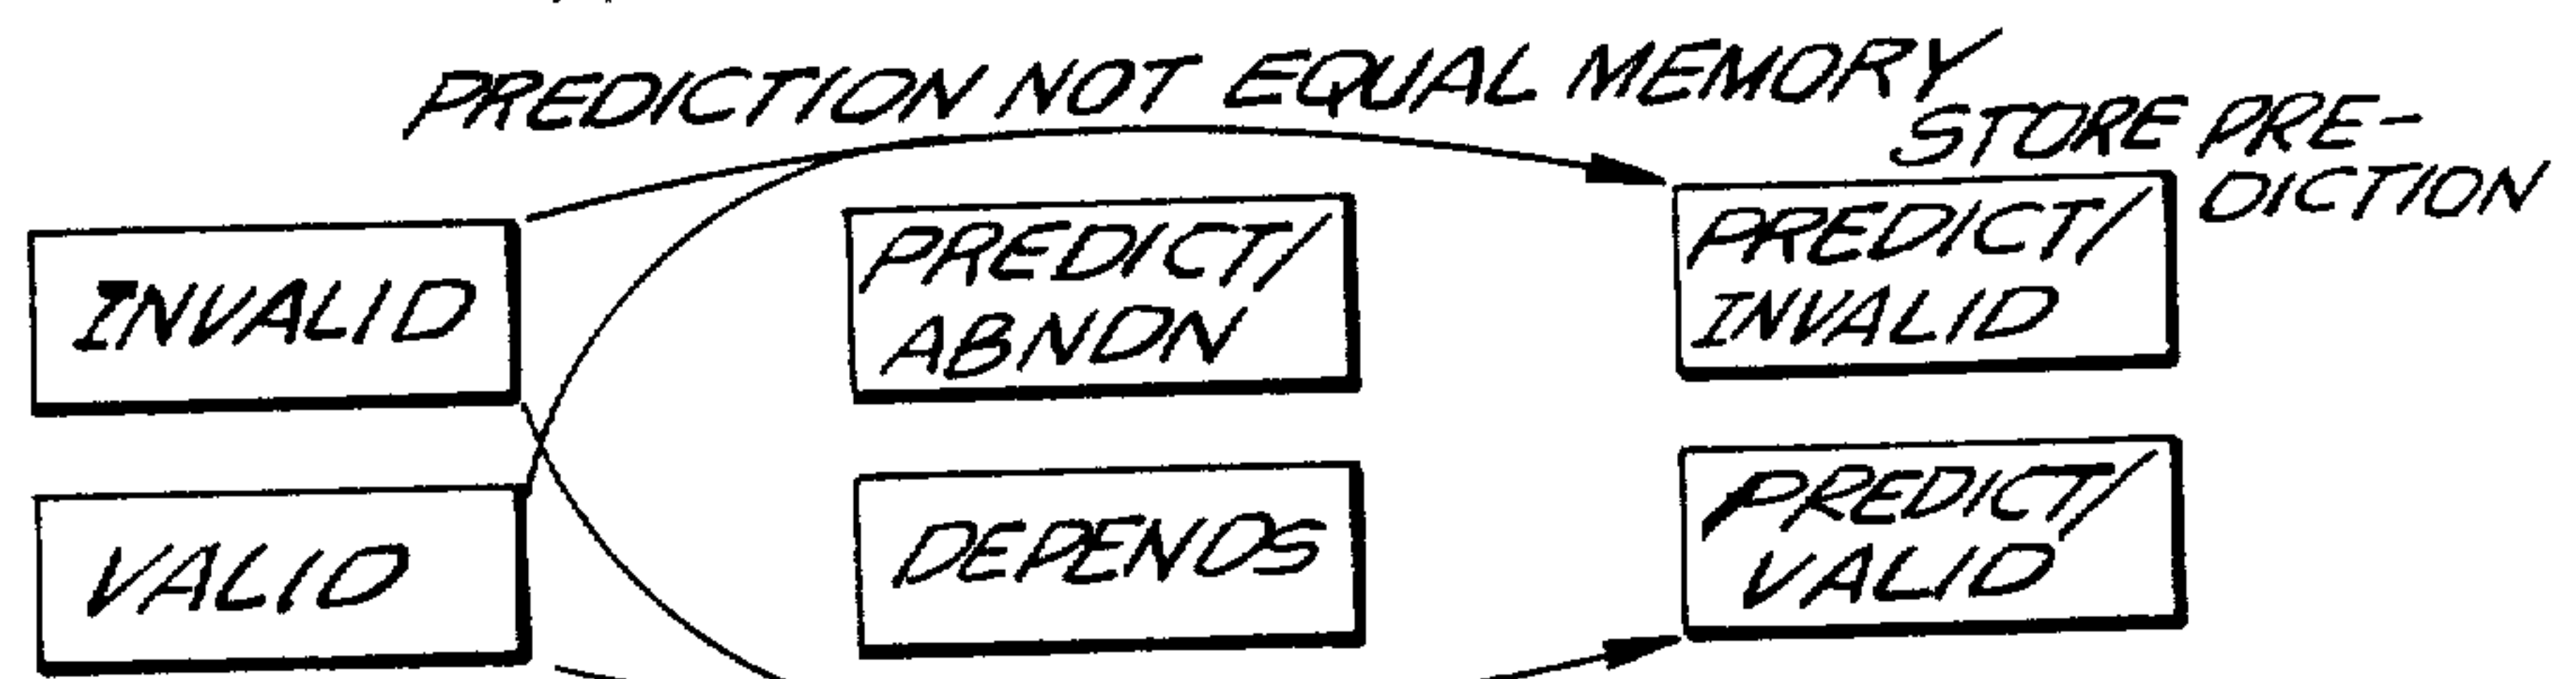 PREDICTION NOT EQUAL MEMORY
STORE PRE-
DICTION
INVALID
PREDICT/
ABNDN
PREDICT/
INVALID
VALID
DEPENDS
PREDICT/
VALID